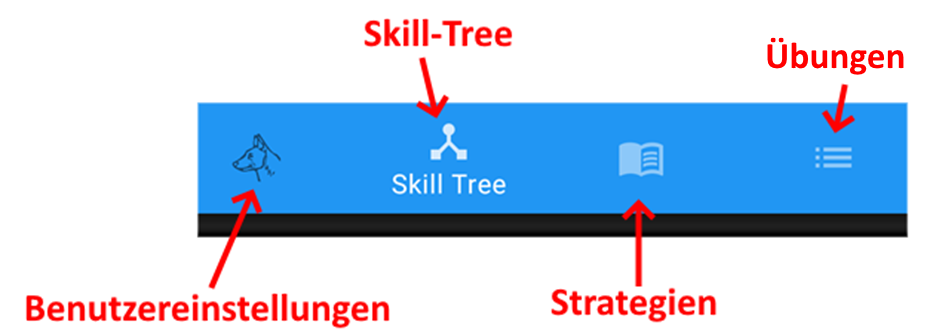 Skill-Tree
Übungen
Skill Tree
Benutzereinstellungen
Strategien